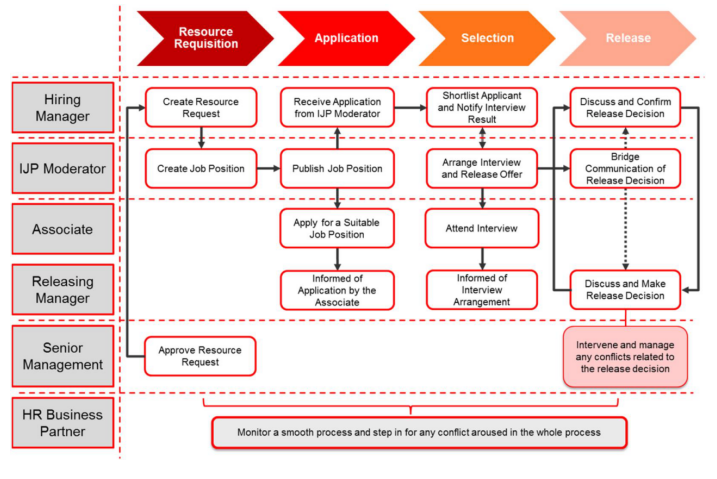 Resource
Requisition
Application
Selection
Release
Hiring
Manager
Create Resource
Request
Receive Application
from IJP Moderator
Shortlist Applicant
and Notify Interview
Result
Discuss and Confirm
Release Decision
IJP Moderator
Create Job Position
Publish Job Position
Arrange Interview
and Release Offer
Bridge
Communication of
Release Decision
Associate
Apply for a Suitable
Job Position
Attend Interview
Releasing
Manager
Informed of
Application by the
Associate
Informed of
Interview
Arrangement
Discuss and Make
Release Decision
Senior
Management
Approve Resource
Request
Intervene and manage
any conflicts related to
the release decision
HR Business
Partner
Monitor a smooth process and step in for any conflict aroused in the whole process